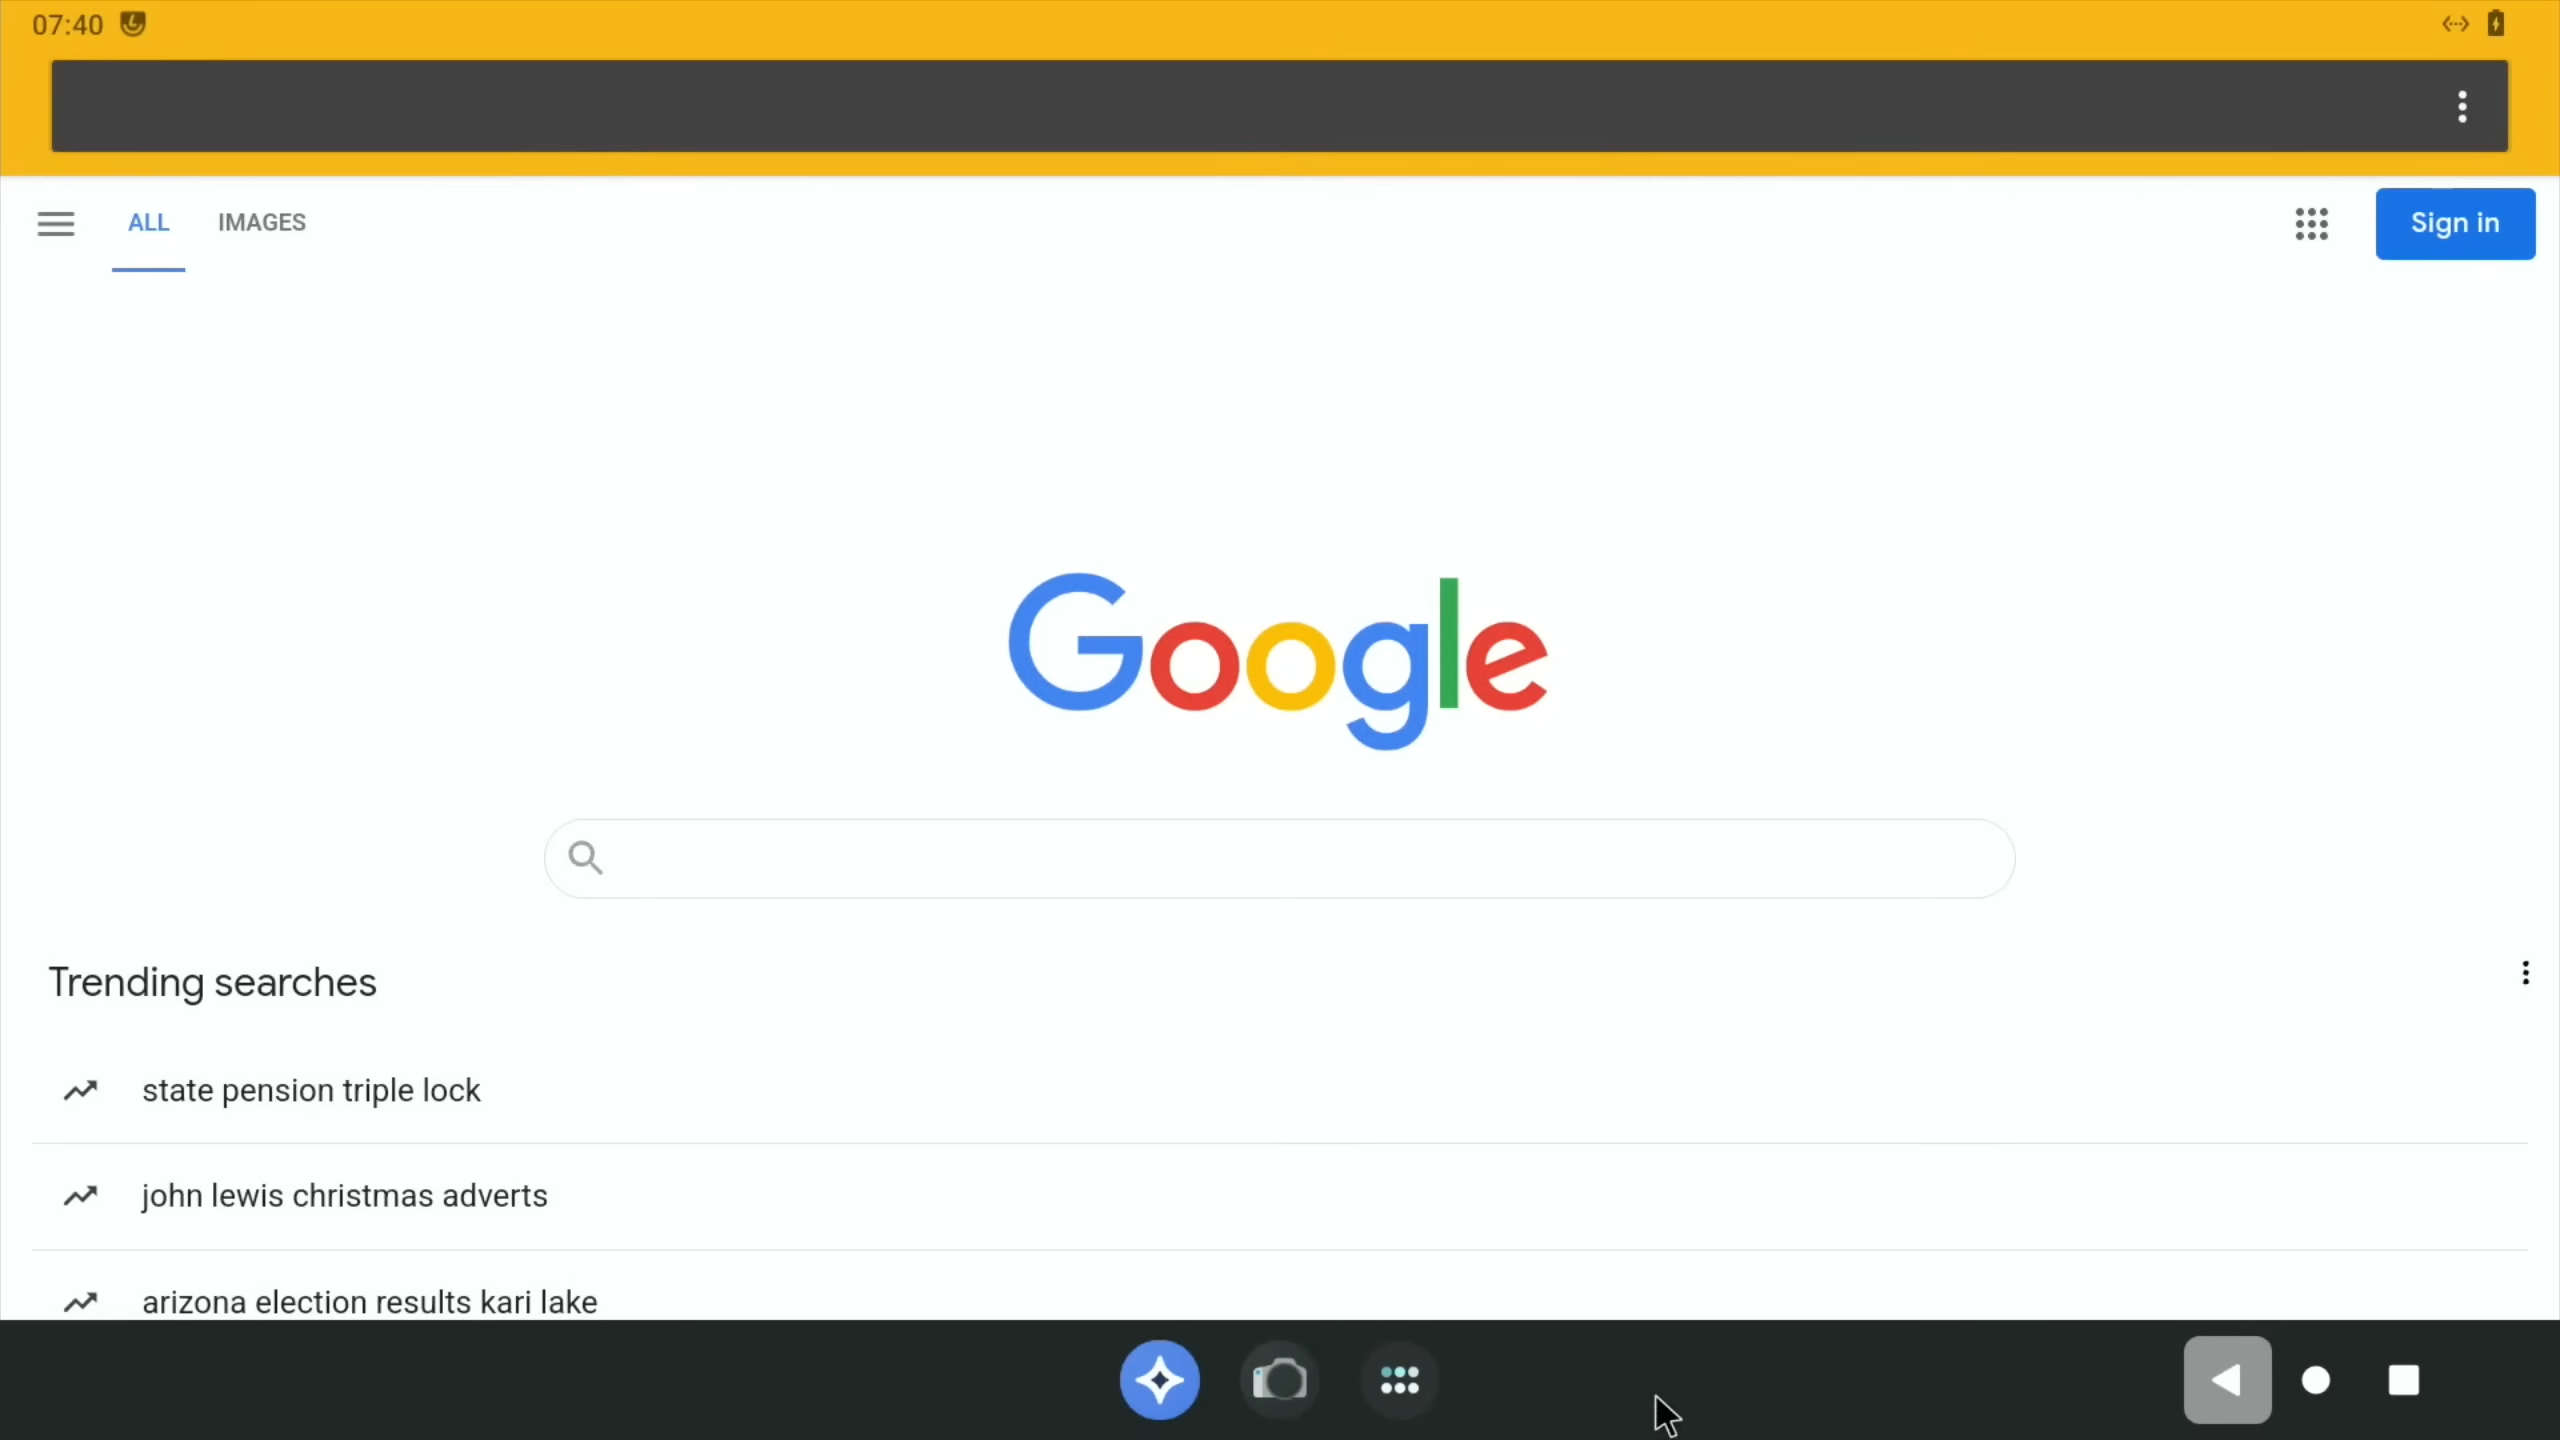 07:40
ALL IMAGES
Sign in
Google
Trending searches
state pension triple lock
john lewis christmas adverts
arizona election results kari lake